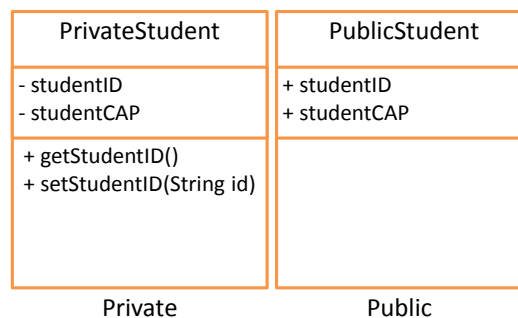 PrivateStudent
- studentID
- studentCAP
+ getStudentID()
+ setStudentID(String id)
Private
PublicStudent
+ studentID
+ studentCAP
Public